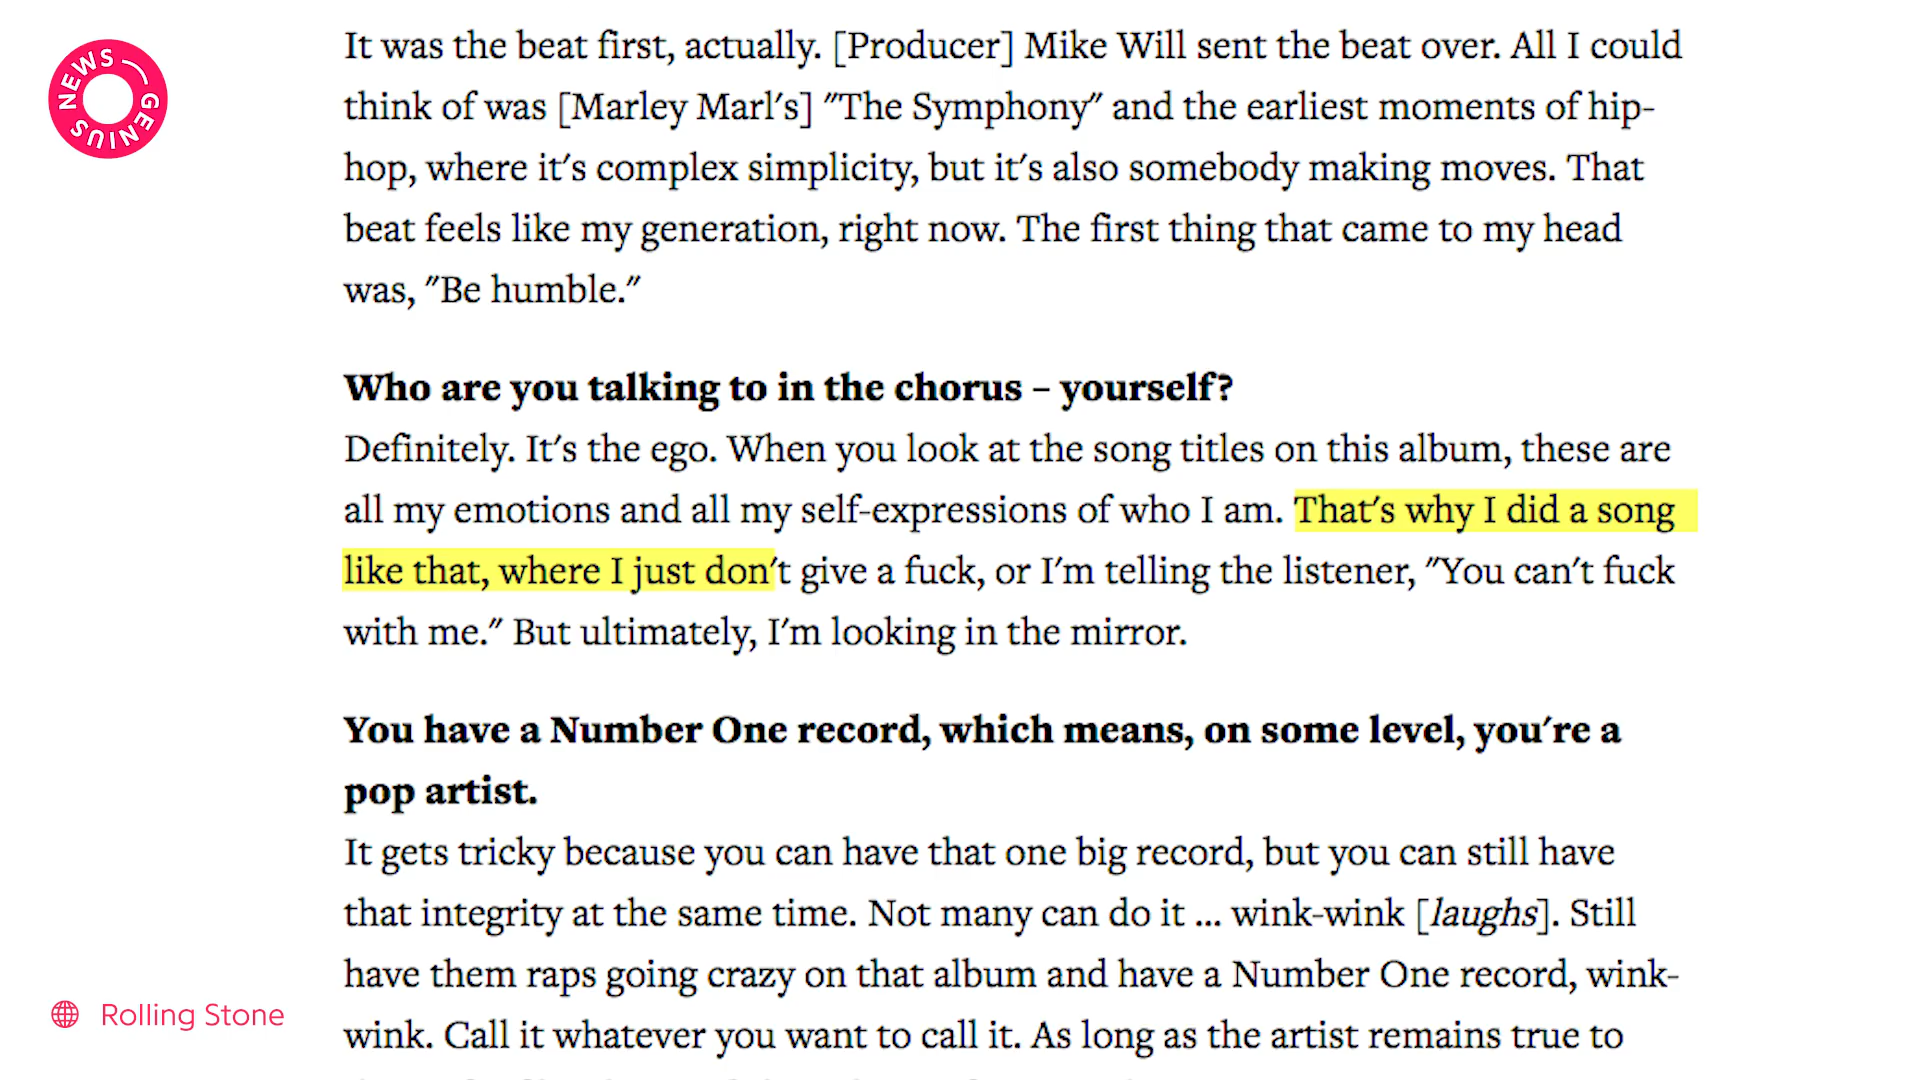 NEWS
GENIUS
It was the beat first, actually. [Producer] Mike Will sent the beat over. All I could
think of was [Marley Marl's] "The Symphony" and the earliest moments of hip-
hop, where it's complex simplicity, but it's also somebody making moves. That
beat feels like my generation, right now. The first thing that came to my head
was, "Be humble."
Who are you talking to in the chorus – yourself?
Definitely. It's the ego. When you look at the song titles on this album, these are
all my emotions and all my self-expressions of who I am. That's why I did a song
like that, where I just don't give a fuck, or I'm telling the listener, "You can't fuck
with me." But ultimately, I'm looking in the mirror.
You have a Number One record, which means, on some level, you're a
pop artist.
It gets tricky because you can have that one big record, but you can still have
that integrity at the same time. Not many can do it ... wink-wink [laughs]. Still
have them raps going crazy on that album and have a Number One record, wink-
wink. Call it whatever you want to call it. As long as the artist remains true to
Rolling Stone